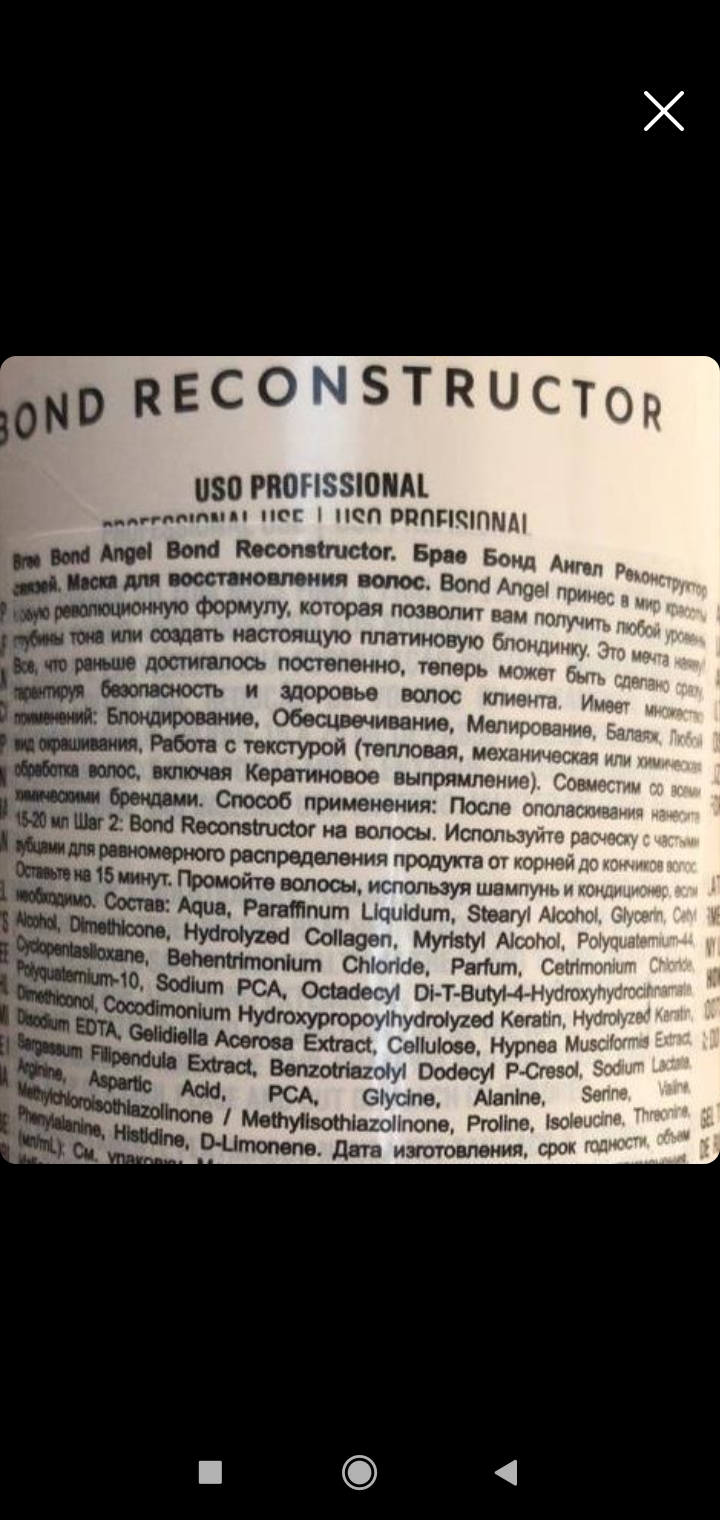 BOND RECONSTRUCTOR
USO PROFISSIONAL
PROFESSIONAL USE | USO PROFISIONAL
Brae Bond Angel Bond Reconstructor. Брае Бонд Ангел Реконструктор
связей. Маска для восстановления волос. Bond Angel принес в мир красоты
новую революционную формулу, которая позволит вам получить любой уровень
глубины тона или создать настоящую платиновую блондинку. Это мечта наяву!
Все, что раньше достигалось постепенно, теперь может быть сделано сразу,
гарантируя безопасность и здоровье волос клиента. Имеет множество
применений: Блондирование, Обесцвечивание, Мелирование, Балаяж, Любой
вид окрашивания, Работа с текстурой (тепловая, механическая или химическая
обработка волос, включая Кератиновое выпрямление). Совместим со всеми
химическими брендами. Способ применения: После ополаскивания нанесите
15-20 мл Шаг 2: Bond Reconstructor на волосы. Используйте расческу с частыми
зубцами для равномерного распределения продукта от корней до кончиков волос.
Оставьте на 15 минут. Промойте волосы, используя шампунь и кондиционер, если
необходимо. Состав: Aqua, Paraffinum Liquidum, Stearyl Alcohol, Glycerin, Cetyl
Alcohol, Dimethicone, Hydrolyzed Collagen, Myristyl Alcohol, Polyquaternium-44,
Cyclopentasiloxane, Behentrimonium Chloride, Parfum, Cetrimonium Chloride,
Polyquaternium-10, Sodium PCA, Octadecyl Di-T-Butyl-4-Hydroxyhydrocinnamate,
Dimethiconol, Cocodimonium Hydroxypropoylhydrolyzed Keratin, Hydrolyzed Keratin,
Disodium EDTA, Gelidiella Acerosa Extract, Cellulose, Hypnea Musciformis Extract,
Sargassum Filipendula Extract, Benzotriazolyl Dodecyl P-Cresol, Sodium Lactate,
Arginine, Aspartic Acid, PCA, Glycine, Alanine, Serine, Valine,
Methylchloroisothiazolinone / Methylisothiazolinone, Proline, Isoleucine, Threonine,
Phenylalanine, Histidine, D-Limonene. Дата изготовления, срок годности, объем
См. упаковку.